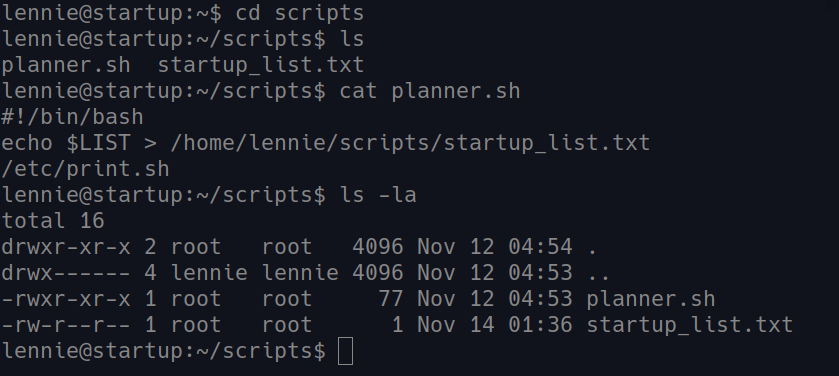 lennie@startup:~$ cd scripts
lennie@startup:~/scripts$ ls
planner.sh  startup_list.txt
lennie@startup:~/scripts$ cat planner.sh
#!/bin/bash
echo $LIST > /home/lennie/scripts/startup_list.txt
/etc/print.sh
lennie@startup:~/scripts$ ls -la
total 16
drwxr-xr-x 2 root   root   4096 Nov 12 04:54 .
drwx------ 4 lennie lennie 4096 Nov 12 04:53 ..
-rwxr-xr-x 1 root   root     77 Nov 12 04:53 planner.sh
-rw-r--r-- 1 root   root      1 Nov 14 01:36 startup_list.txt
lennie@startup:~/scripts$